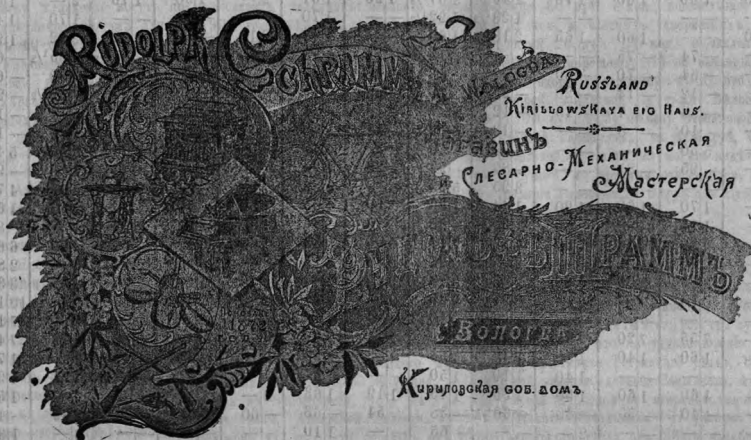 RUDOLPH SCHRAMM
WOLOGDA.
RUSSLAND
KIRILLOWSKAYA EIG HAUS.
Магазинъ
и СЛЕСАРНО-МЕХАНИЧЕСКАЯ
Мастерская
РУДОЛЬФЪ ШРАММЪ
ВОЛОГДА
Кириловская соб. домъ.